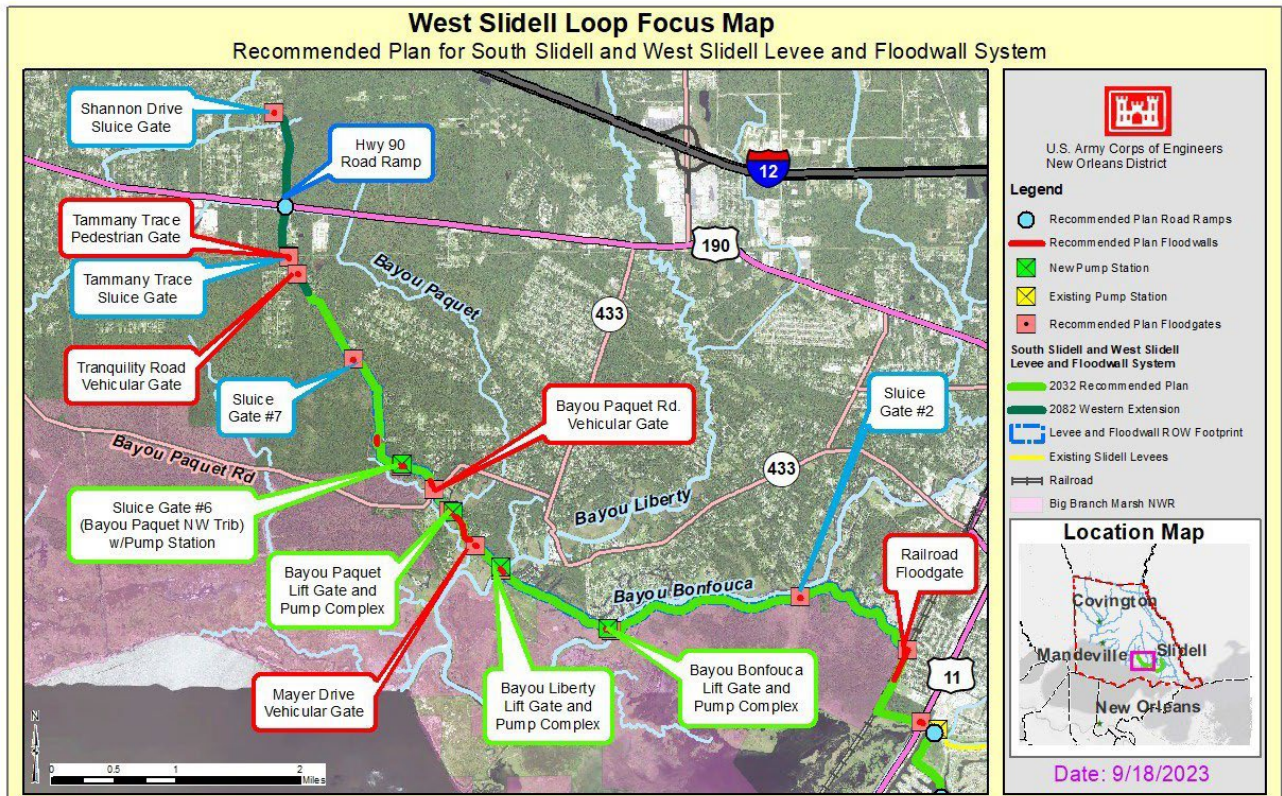 West Slidell Loop Focus Map
Recommended Plan for South Slidell and West Slidell Levee and Floodwall System
Shannon Drive
Sluice Gate
Hwy 90
Road Ramp
12
Tammany Trace
Pedestrian Gate
190
Tammany Trace
Sluice Gate
Bayou Paquet
433
Tranquility Road
Vehicular Gate
Sluice
Gate #7
Bayou Paquet Rd.
Vehicular Gate
Sluice
Gate #2
Bayou Paquet Rd
433
Bayou Liberty
Sluice Gate #6
(Bayou Paquet NW Trib)
w/Pump Station
Bayou Paquet
Lift Gate and
Pump Complex
Railroad
Floodgate
Bayou Bonfouca
Mayer Drive
Vehicular Gate
Bayou Liberty
Lift Gate and
Pump Complex
Bayou Bonfouca
Lift Gate and
Pump Complex
11
N
0 0.5 1 2
Miles
U.S. Army Corps of Engineers
New Orleans District
Legend
Recommended Plan Road Ramps
Recommended Plan Floodwalls
New Pump Station
Existing Pump Station
Recommended Plan Floodgates
South Slidell and West Slidell
Levee and Floodwall System
2032 Recommended Plan
2082 Western Extension
Levee and Floodwall ROW Footprint
Existing Slidell Levees
Railroad
Big Branch Marsh NWR
Location Map
Covington
Mandeville
Slidell
New Orleans
Date: 9/18/2023